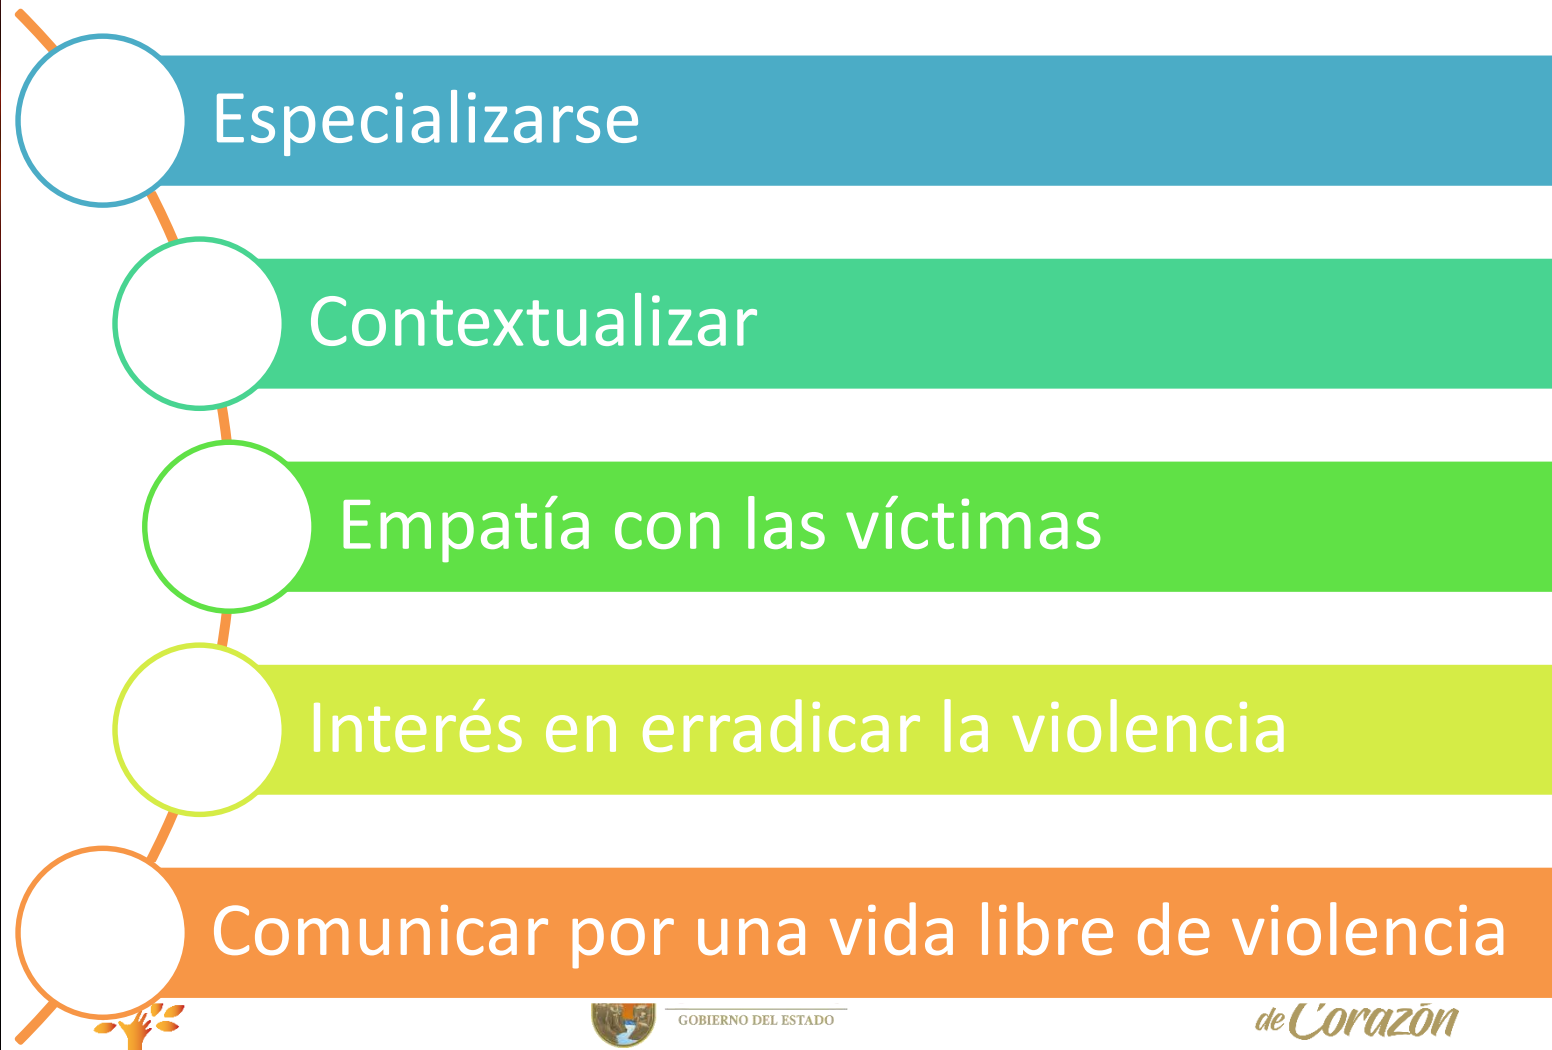 Especializarse
Contextualizar
Empatía con las víctimas
Interés en erradicar la violencia
Comunicar por una vida libre de violencia
GOBIERNO DEL ESTADO
de Corazón